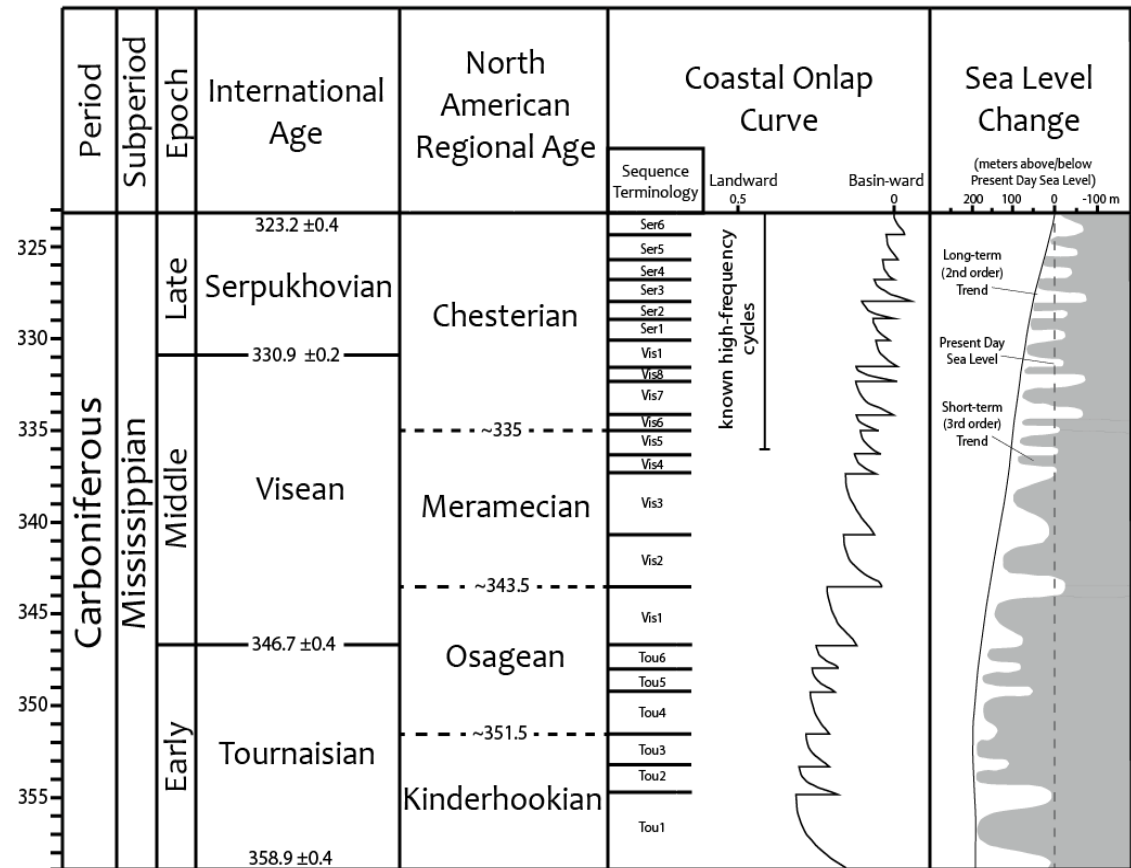 Period
Subperiod
Epoch
International
Age
North
American
Regional Age
Coastal Onlap
Curve
Sequence
Terminology
Landward
0.5
Basin-ward
0
Sea Level
Change
(meters above/below
Present Day Sea Level)
200 100 0 -100 m
325
330
335
340
345
350
355
Carboniferous
Mississippian
Late
Middle
Early
323.2 ±0.4
Serpukhovian
330.9 ±0.2
Visean
346.7 ±0.4
Tournaisian
358.9 ±0.4
Chesterian
~335
Meramecian
~343.5
Osagean
~351.5
Kinderhookian
Ser6
Ser5
Ser4
Ser3
Ser2
Ser1
Vis1
Vis8
Vis7
Vis6
Vis5
Vis4
Vis3
Vis2
Vis1
Tou6
Tou5
Tou4
Tou3
Tou2
Tou1
known high-frequency
cycles
Long-term
(2nd order)
Trend
Present Day
Sea Level
Short-term
(3rd order)
Trend